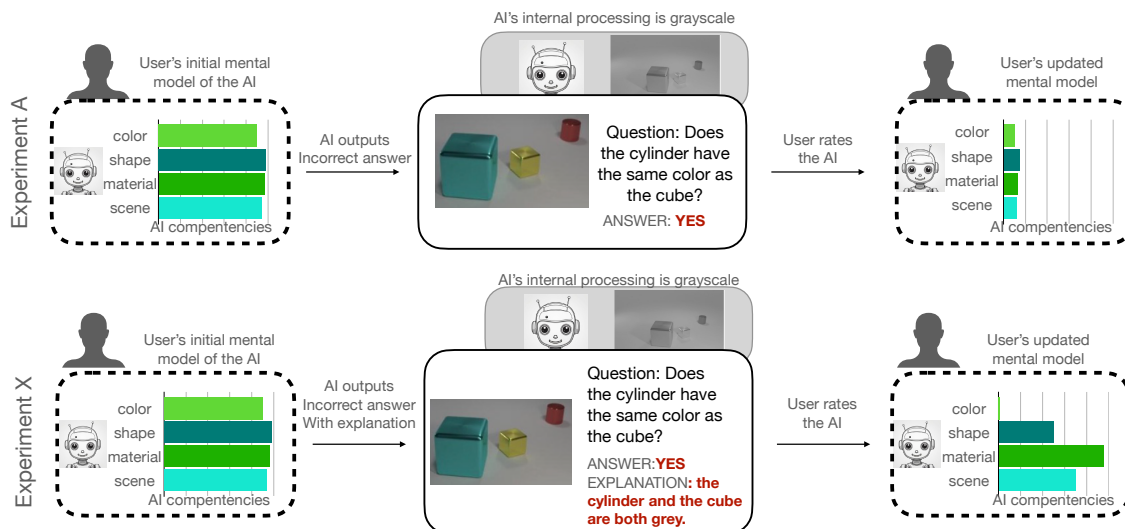 AI's internal processing is grayscale
User's initial mental
model of the AI
User's updated
mental model
Experiment A
color
shape
material
scene
AI compentencies
AI outputs
Incorrect answer
Question: Does
the cylinder have
the same color as
the cube?
ANSWER: YES
User rates
the AI
color
shape
material
scene
AI compentencies
AI's internal processing is grayscale
User's initial mental
model of the AI
User's updated
mental model
Experiment X
color
shape
material
scene
AI compentencies
AI outputs
Incorrect answer
With explanation
Question: Does
the cylinder have
the same color as
the cube?
ANSWER:YES
EXPLANATION: the
cylinder and the cube
are both grey.
User rates
the AI
color
shape
material
scene
AI compentencies